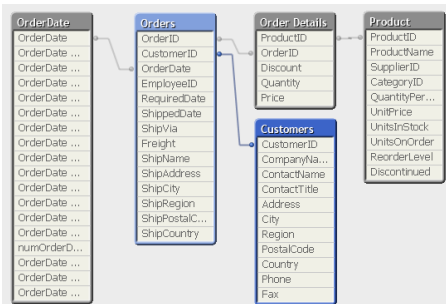 OrderDate
OrderDate
OrderDate ...
OrderDate ...
OrderDate ...
OrderDate ...
OrderDate ...
OrderDate ...
OrderDate ...
OrderDate ...
OrderDate ...
OrderDate ...
OrderDate ...
OrderDate ...
OrderDate ...
numOrderD...
OrderDate ...
OrderDate ...
OrderDate ...
Orders
OrderID
CustomerID
OrderDate
EmployeeID
RequiredDate
ShippedDate
ShipVia
Freight
ShipName
ShipAddress
ShipCity
ShipRegion
ShipPostalC...
ShipCountry
Order Details
ProductID
OrderID
Discount
Quantity
Price
Customers
CustomerID
CompanyNa...
ContactName
ContactTitle
Address
City
Region
PostalCode
Country
Phone
Fax
Product
ProductID
ProductName
SupplierID
CategoryID
QuantityPer...
UnitPrice
UnitsInStock
UnitsOnOrder
ReorderLevel
Discontinued